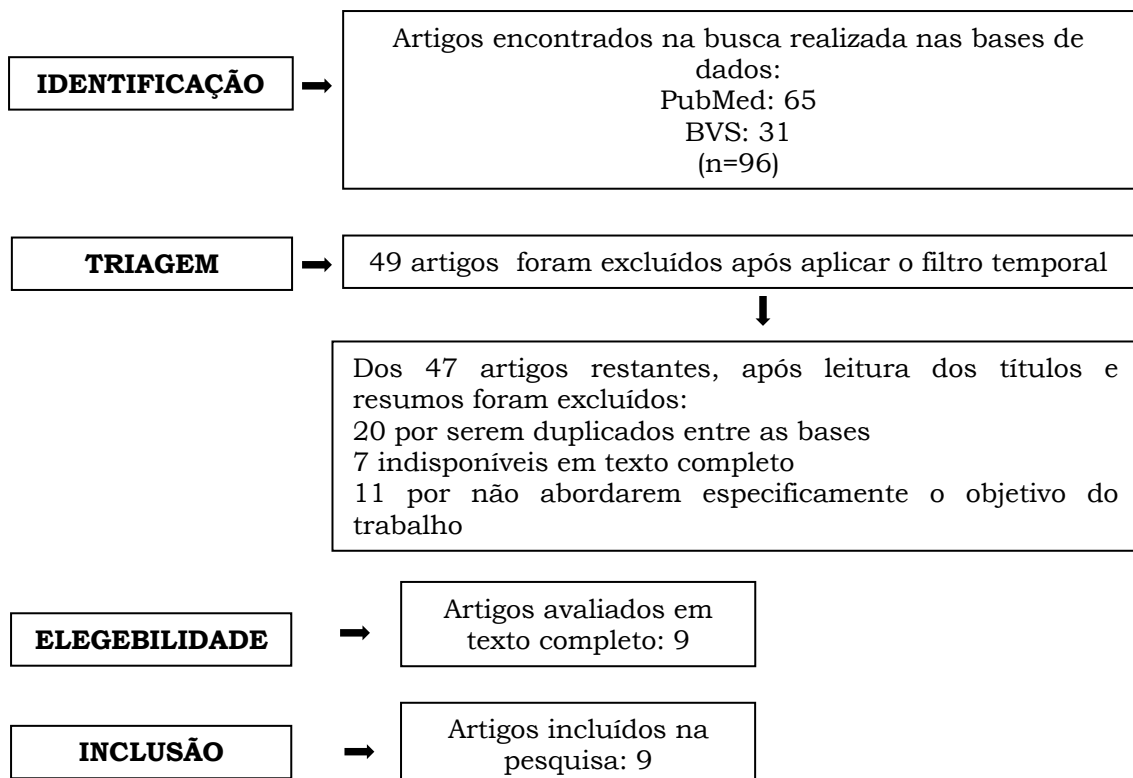 IDENTIFICAÇÃO
Artigos encontrados na busca realizada nas bases de
dados:
PubMed: 65
BVS: 31
(n=96)
TRIAGEM
49 artigos foram excluídos após aplicar o filtro temporal
Dos 47 artigos restantes, após leitura dos títulos e
resumos foram excluídos:
20 por serem duplicados entre as bases
7 indisponíveis em texto completo
11 por não abordarem especificamente o objetivo do
trabalho
ELEGEBILIDADE
Artigos avaliados em
texto completo: 9
INCLUSÃO
Artigos incluídos na
pesquisa: 9